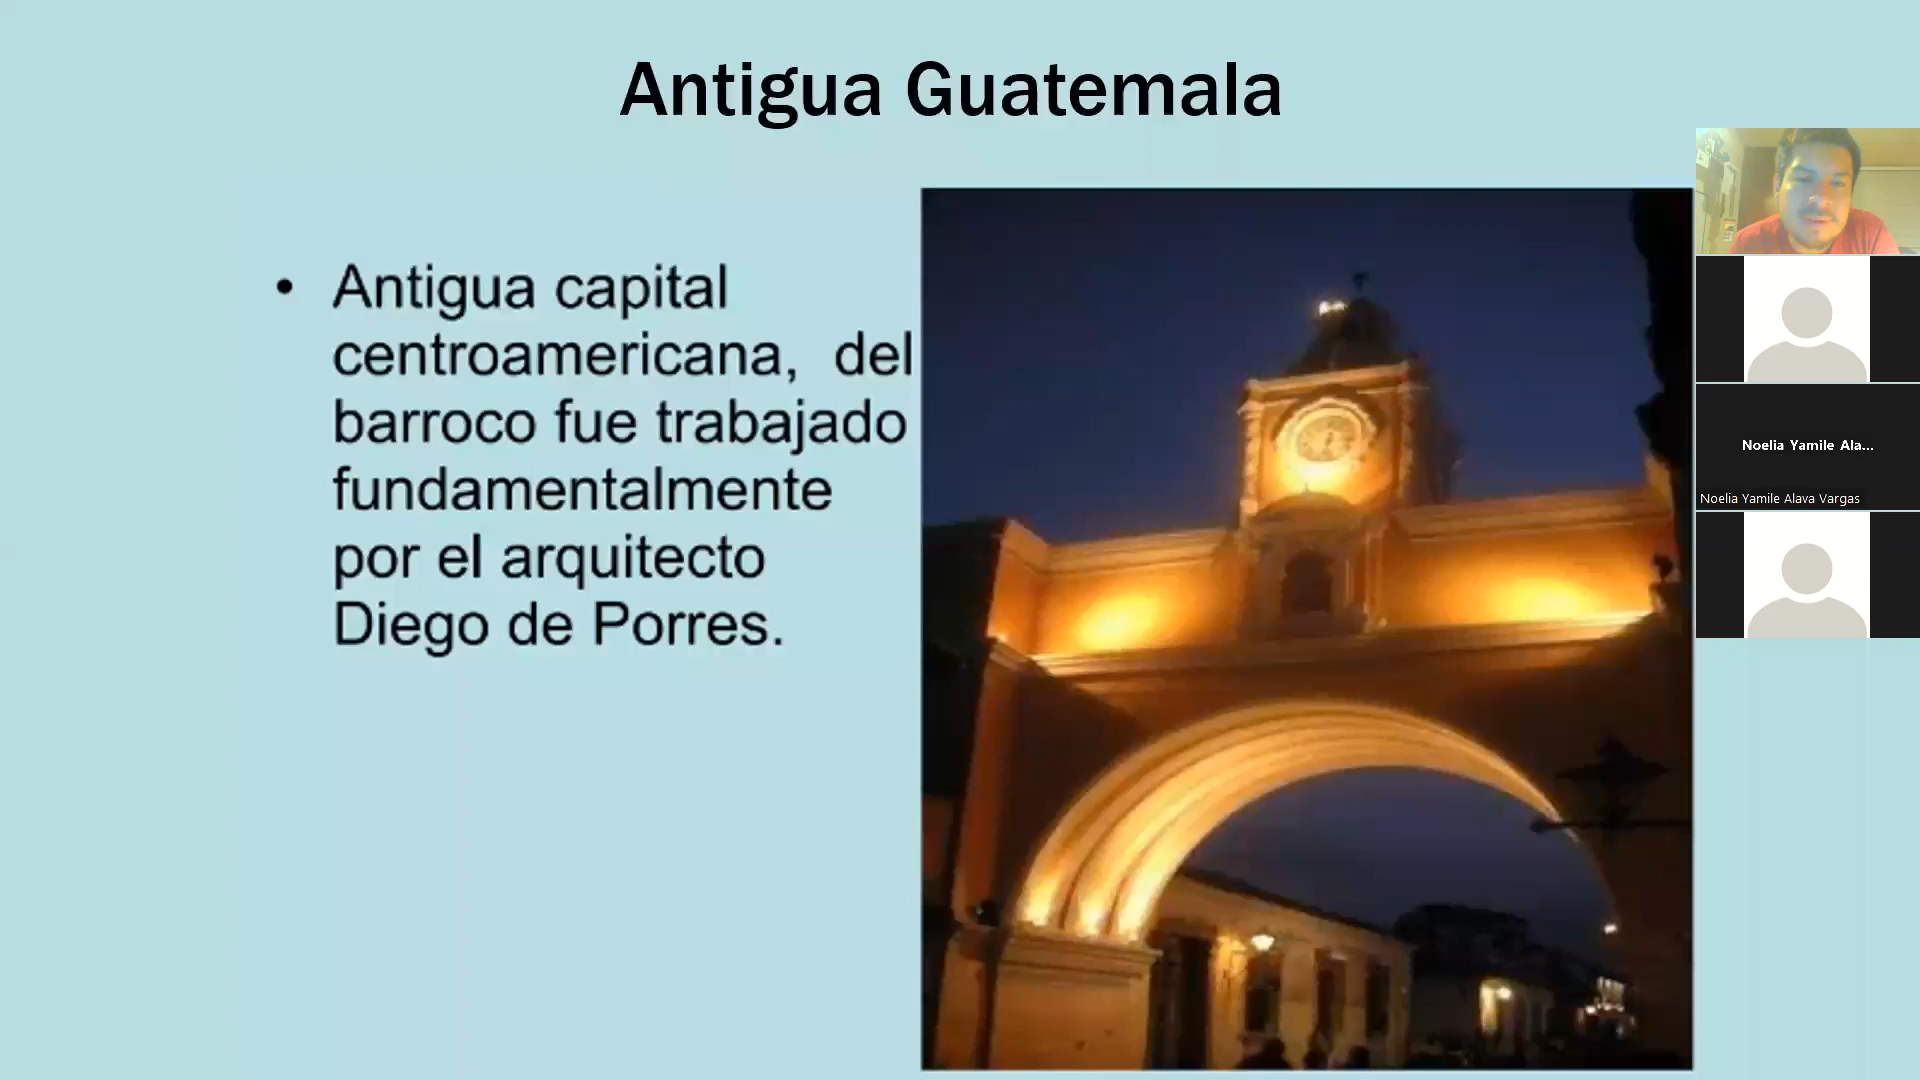 Antigua Guatemala
• Antigua capital
centroamericana, del
barroco fue trabajado
fundamentalmente
por el arquitecto
Diego de Porres.
Noelia Yamile Ala...
Noelia Yamile Alava Vargas